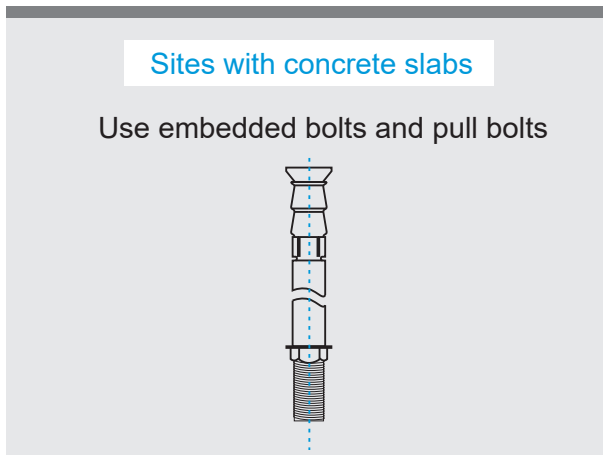 Sites with concrete slabs
Use embedded bolts and pull bolts